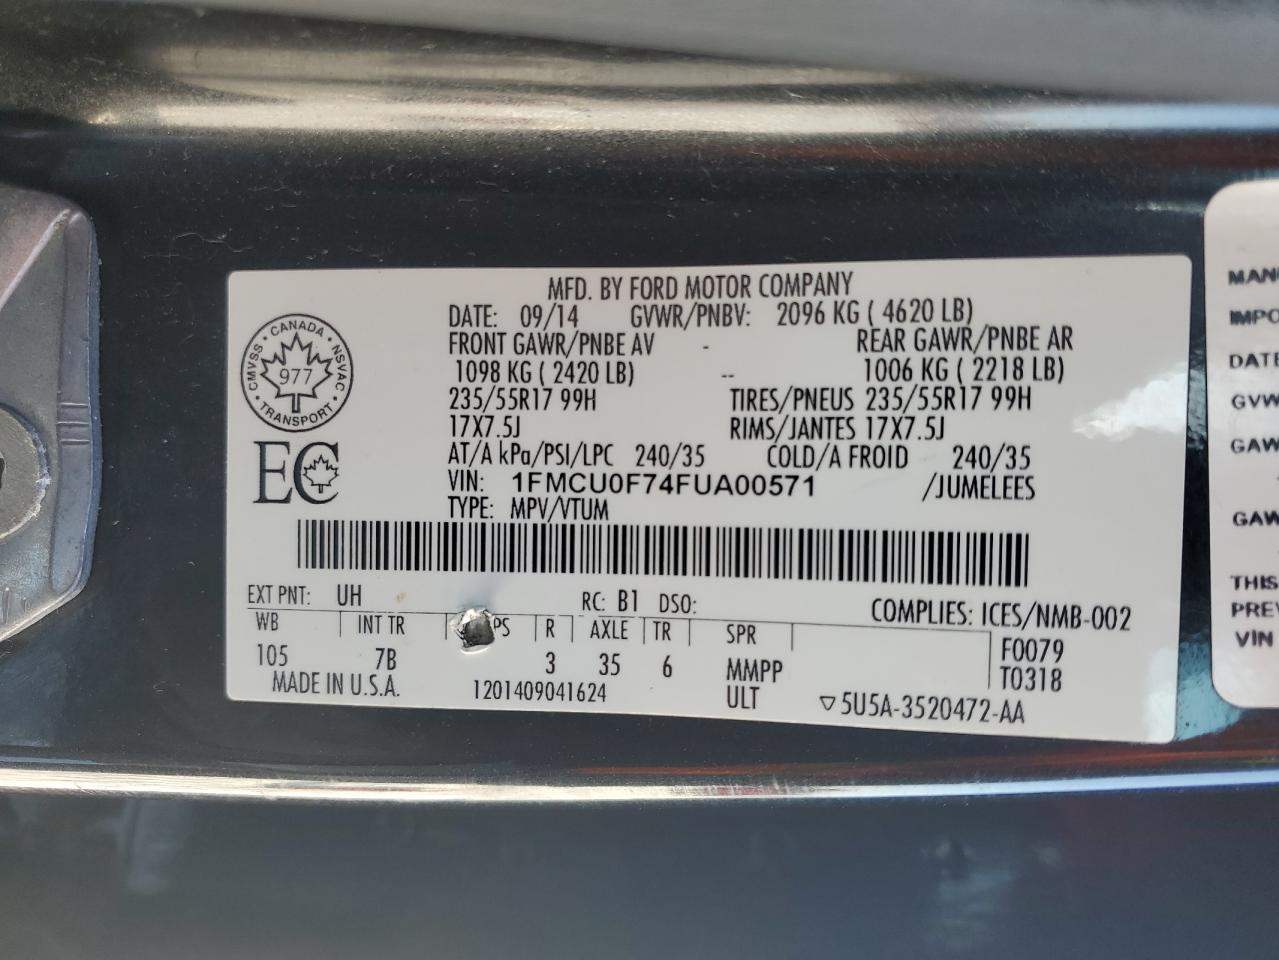 MFD. BY FORD MOTOR COMPANY
DATE: 09/14 GVWR/PNBV: 2096 KG ( 4620 LB)
FRONT GAWR/PNBE AV - REAR GAWR/PNBE AR
1098 KG ( 2420 LB) -- 1006 KG ( 2218 LB)
235/55R17 99H TIRES/PNEUS 235/55R17 99H
17X7.5J RIMS/JANTES 17X7.5J
AT/A kPa/PSI/LPC 240/35 COLD/A FROID 240/35
VIN: 1FMCU0F74FUA00571 /JUMELEES
TYPE: MPV/VTUM
CANADA
CMVSS · NSVAC
977
TRANSPORT
EC
EXT PNT: UH RC: B1 DSO: COMPLIES: ICES/NMB-002
WB INT TR PS R AXLE TR SPR F0079
105 7B 3 35 6 MMPP T0318
MADE IN U.S.A. 1201409041624 ULT ▽5U5A-3520472-AA
MAN
IMPO
DATE
GVW
GAW
GAW
THIS
PREV
VIN